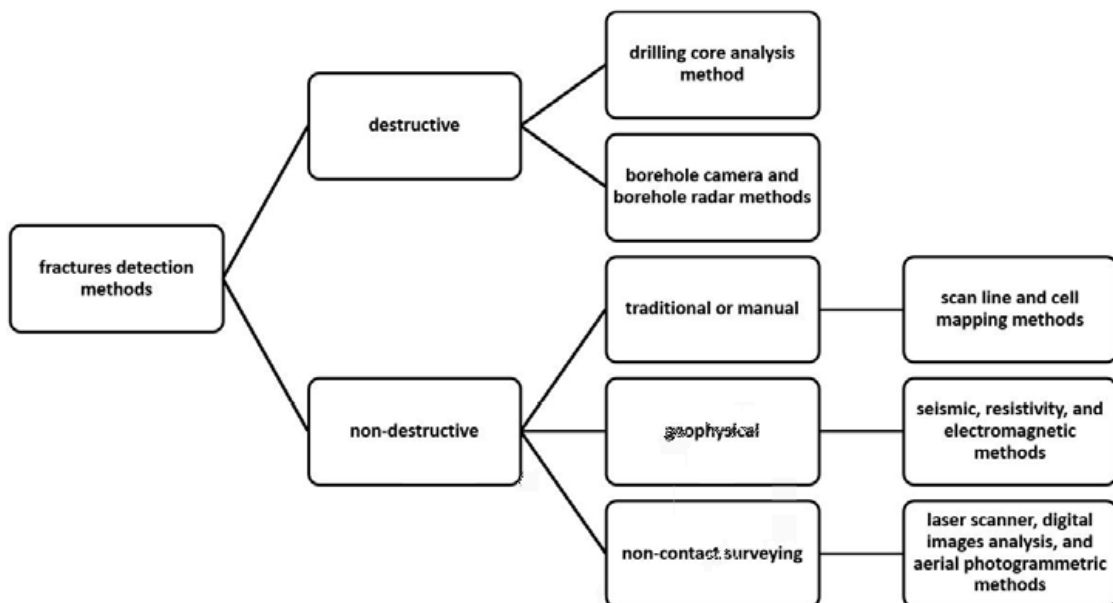 drilling core analysis
method
destructive
borehole camera and
borehole radar methods
fractures detection
methods
traditional or manual
scan line and cell
mapping methods
non-destructive
geophysical
seismic, resistivity, and
electromagnetic
methods
non-contact surveying
laser scanner, digital
images analysis, and
aerial photogrammetric
methods